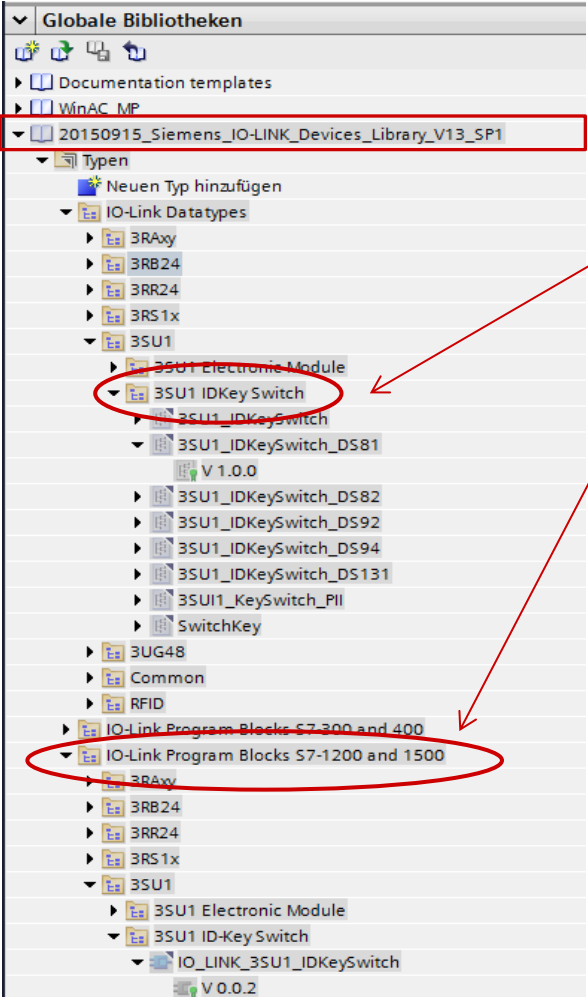 Globale Bibliotheken
Documentation templates
WinAC_MP
20150915_Siemens_IO-LINK_Devices_Library_V13_SP1
Typen
Neuen Typ hinzufügen
IO-Link Datatypes
3RAxy
3RB24
3RR24
3RS1x
3SU1
3SU1 Electronic Module
3SU1 IDKey Switch
3SU1_IDKeySwitch
3SU1_IDKeySwitch_DS81
V 1.0.0
3SU1_IDKeySwitch_DS82
3SU1_IDKeySwitch_DS92
3SU1_IDKeySwitch_DS94
3SU1_IDKeySwitch_DS131
3SUI1_KeySwitch_PII
SwitchKey
3UG48
Common
RFID
IO-Link Program Blocks S7-300 and 400
IO-Link Program Blocks S7-1200 and 1500
3RAxy
3RB24
3RR24
3RS1x
3SU1
3SU1 Electronic Module
3SU1 ID-Key Switch
IO_LINK_3SU1_IDKeySwitch
V 0.0.2